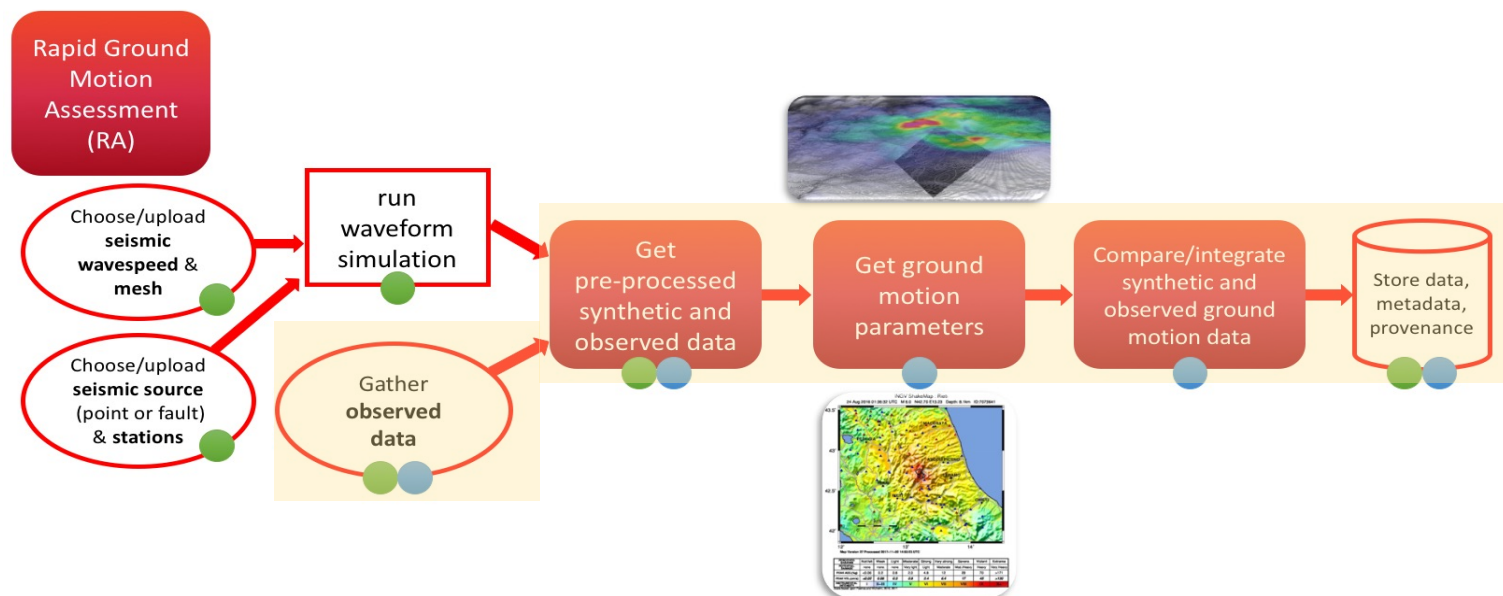 Rapid Ground
Motion
Assessment
(RA)
Choose/upload
seismic
wavespeed &
mesh
run
waveform
simulation
Choose/upload
seismic source
(point or fault)
& stations
Gather
observed
data
Get
pre-processed
synthetic and
observed data
Get ground
motion
parameters
Compare/integrate
synthetic and
observed ground
motion data
Store data,
metadata,
provenance